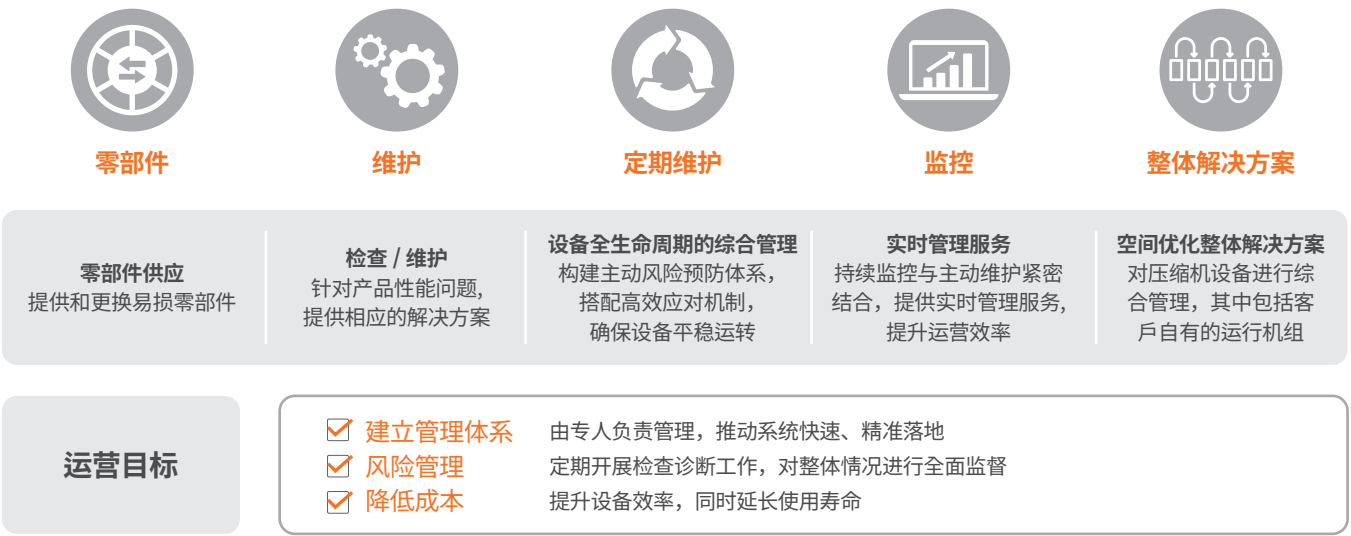 零部件
维护
定期维护
监控
整体解决方案
零部件供应
提供和更换易损零部件
检查 / 维护
针对产品性能问题,
提供相应的解决方案
设备全生命周期的综合管理
构建主动风险预防体系，
搭配高效应对机制，
确保设备平稳运转
实时管理服务
持续监控与主动维护紧密
结合，提供实时管理服务,
提升运营效率
空间优化整体解决方案
对压缩机设备进行综
合管理，其中包括客
戶自有的运行机组
运营目标
建立管理体系
由专人负责管理，推动系统快速、精准落地
风险管理
定期开展检查诊断工作，对整体情况进行全面监督
降低成本
提升设备效率，同时延长使用寿命